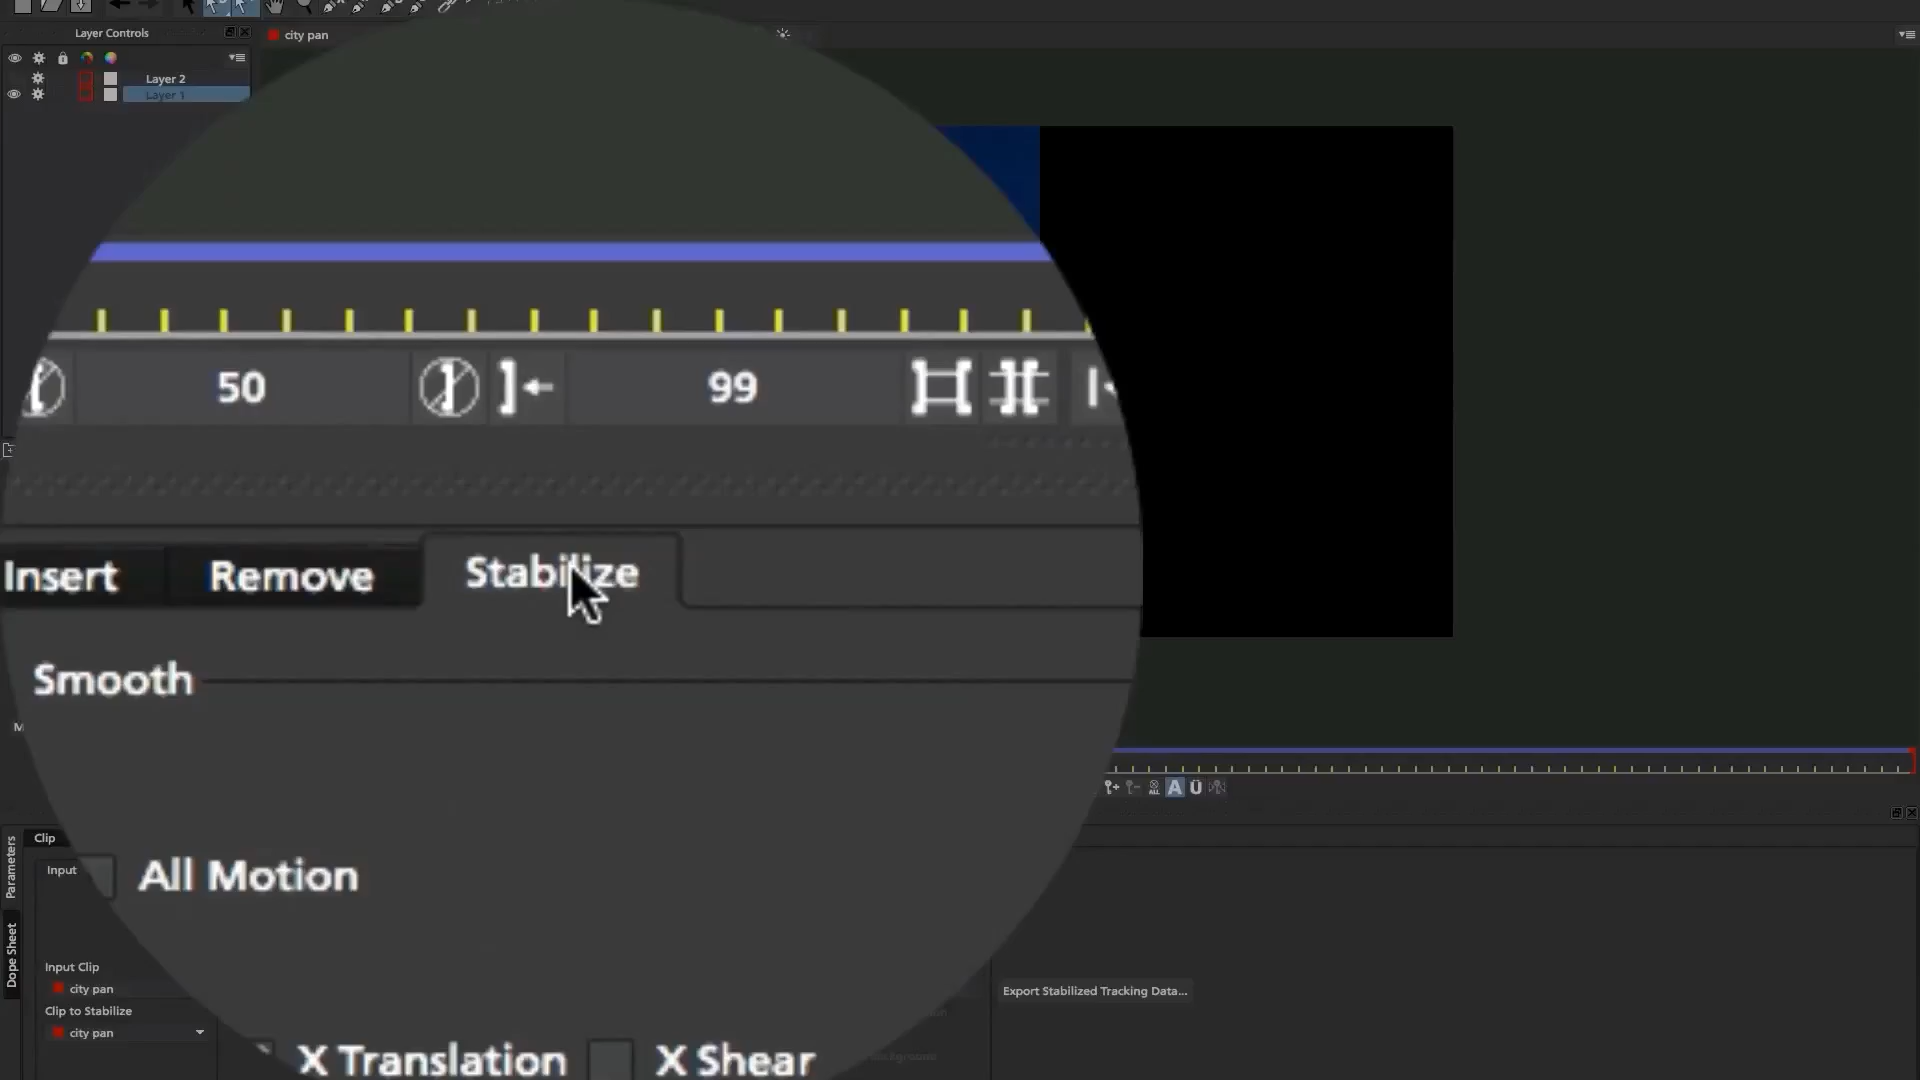 Layer Controls
city pan
Layer 2
Layer 1
50
99
Insert
Remove
Stabilize
Smooth
M
A
Ü
ALL
Parameters
Dope Sheet
Clip
Input
All Motion
Input Clip
city pan
Clip to Stabilize
city pan
Export Stabilized Tracking Data...
X Translation
X Shear